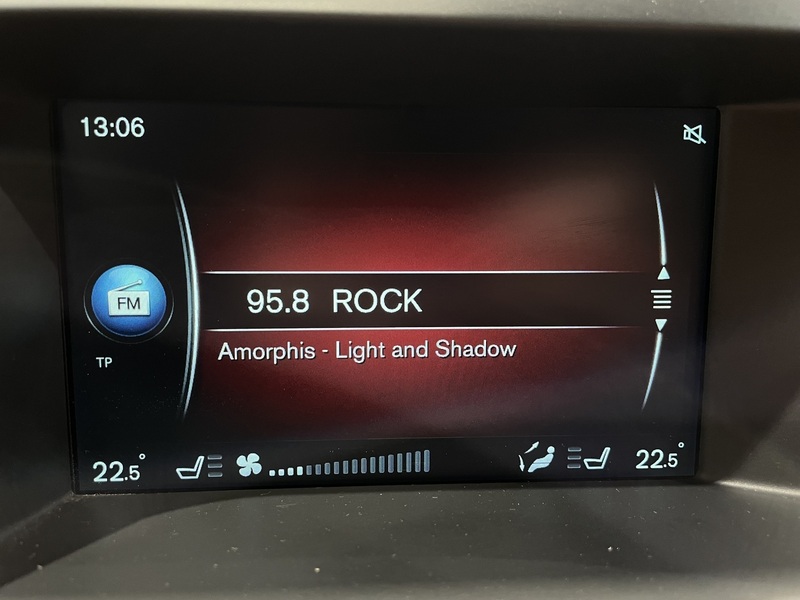 13:06
FM
95.8 ROCK
TP
Amorphis - Light and Shadow
22.5° 22.5°